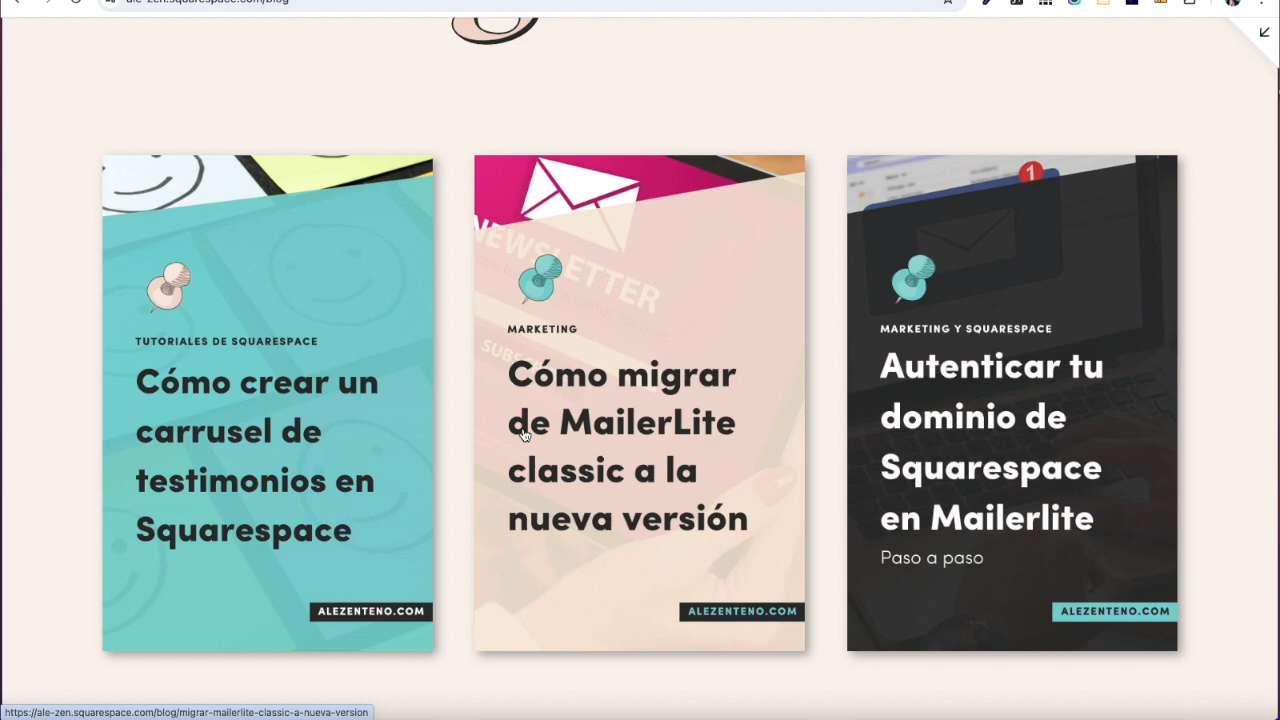 ale-zen.squarespace.com/blog
TUTORIALES DE SQUARESPACE
Cómo crear un
carrusel de
testimonios en
Squarespace
ALEZENTENO.COM
NEWSLETTER
MARKETING
Cómo migrar
de MailerLite
classic a la
nueva versión
ALEZENTENO.COM
1
MARKETING Y SQUARESPACE
Autenticar tu
dominio de
Squarespace
en Mailerlite
Paso a paso
ALEZENTENO.COM
https://ale-zen.squarespace.com/blog/migrar-mailerlite-classic-a-nueva-version